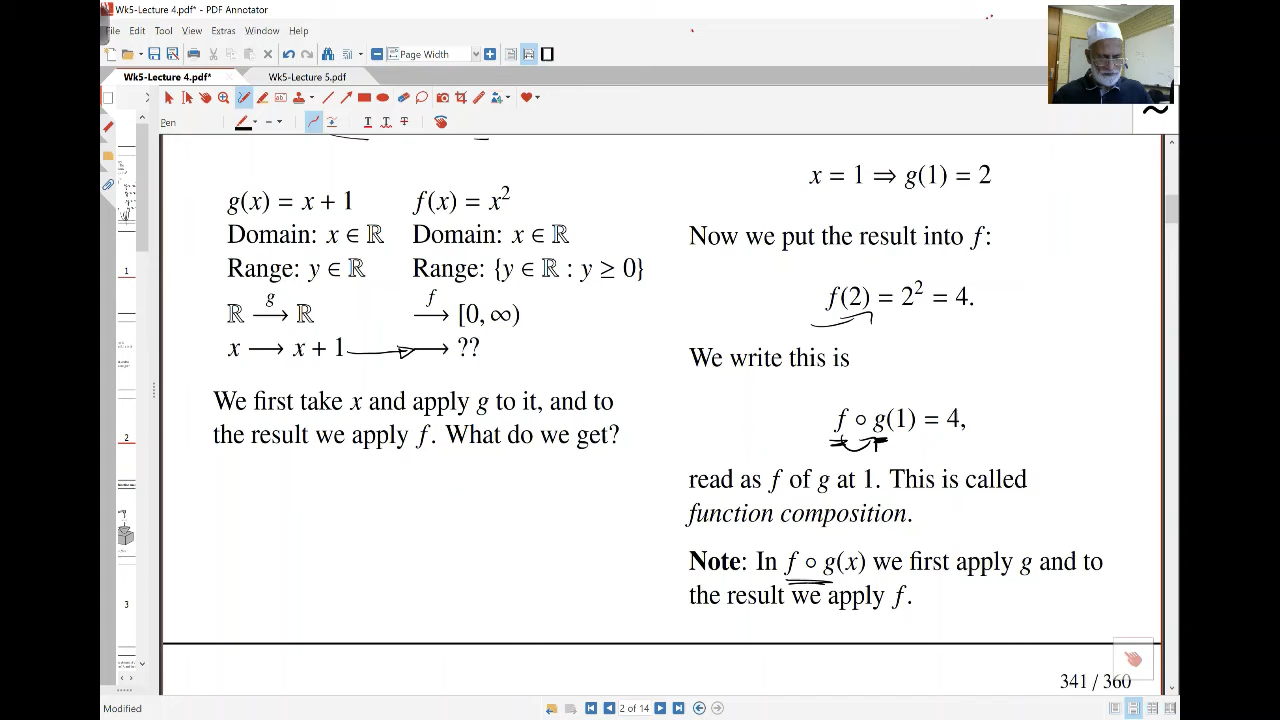 Wk5-Lecture 4.pdf* - PDF Annotator
File Edit Tool View Extras Window Help
Page Width
Wk5-Lecture 4.pdf* Wk5-Lecture 5.pdf
Pen
g(x) = x + 1
Domain: x ∈ ℝ
Range: y ∈ ℝ
ℝ g⟶ ℝ
x ⟶ x + 1
f(x) = x²
Domain: x ∈ ℝ
Range: {y ∈ ℝ : y ≥ 0}
f⟶ [0, ∞)
⟶ ??
We first take x and apply g to it, and to
the result we apply f. What do we get?
x = 1 ⇒ g(1) = 2
Now we put the result into f:
f(2) = 2² = 4.
We write this is
f ∘ g(1) = 4,
read as f of g at 1. This is called
function composition.
Note: In f ∘ g(x) we first apply g and to
the result we apply f.
341 / 360
1
2
3
Modified
2 of 14